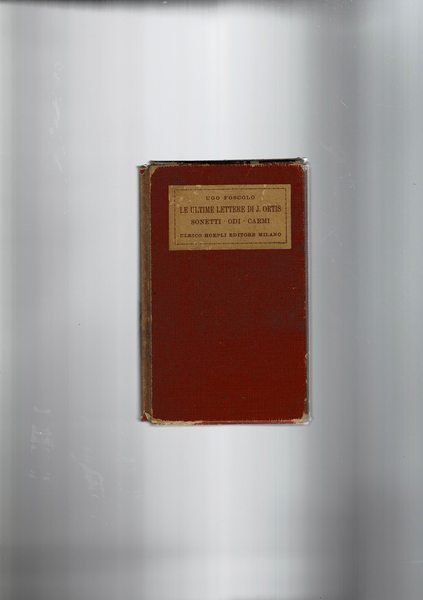 UGO FOSCOLO
LE ULTIME LETTERE DI J. ORTIS
SONETTI · ODI · CARMI
ULRICO HOEPLI EDITORE MILANO